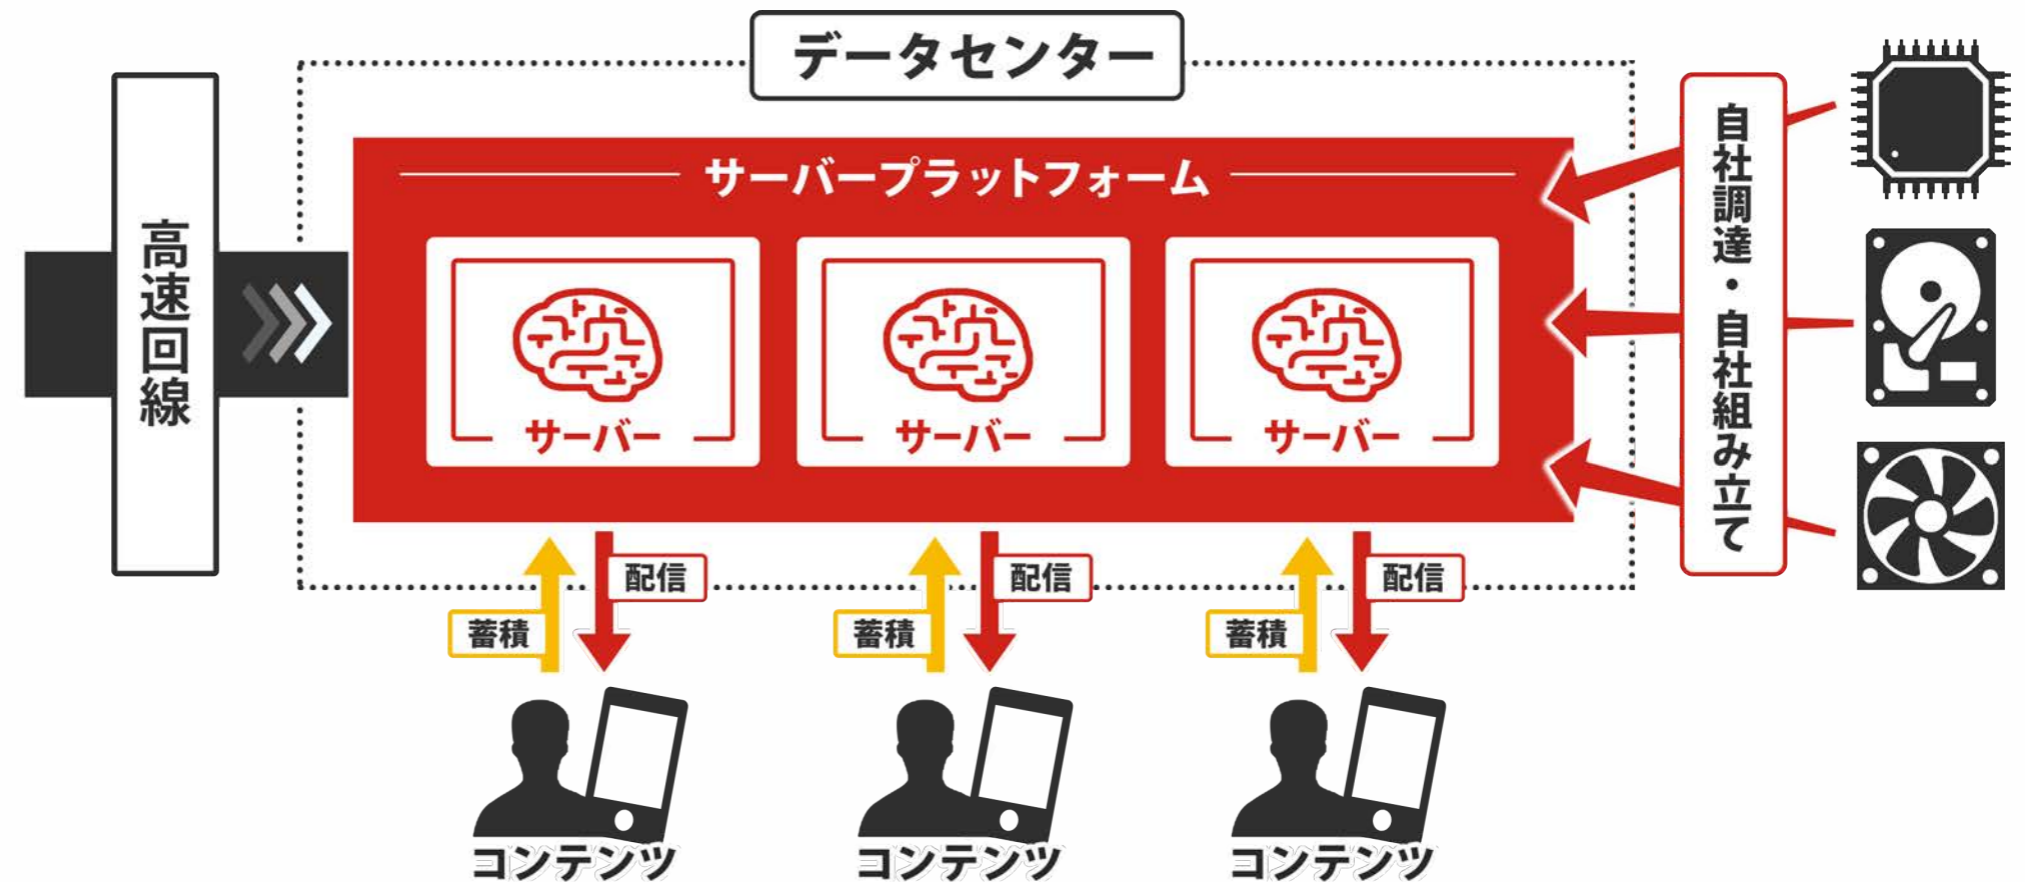 データセンター
高速回線
サーバープラットフォーム
サーバー
サーバー
サーバー
自社調達・自社組み立て
配信
配信
配信
蓄積
蓄積
蓄積
コンテンツ
コンテンツ
コンテンツ